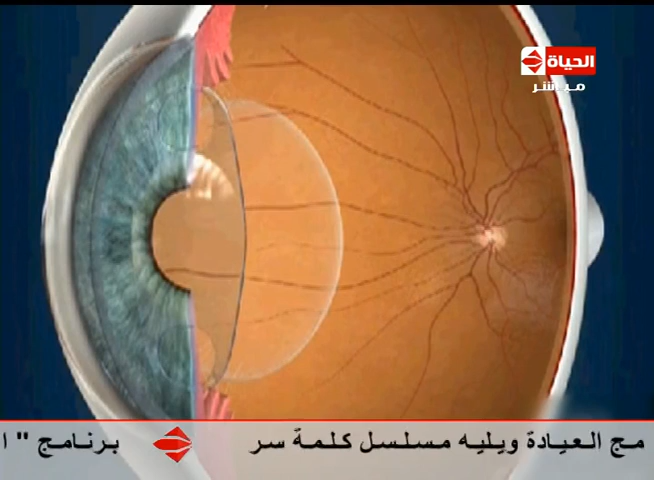 الحياة
مباشر
مج العيادة ويليه مسلسل كلمة سر
برنامج " ا